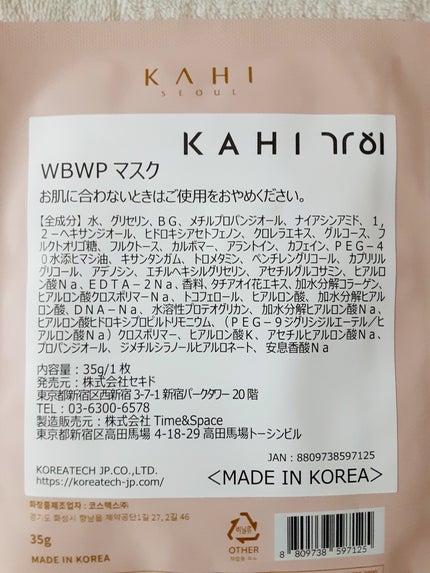 KAHI
SEOUL
KAHI 가히
WBWP マスク
お肌に合わないときはご使用をおやめください。
【全成分】水、グリセリン、BG、メチルプロパンジオール、ナイアシンアミド、1,
2-ヘキサンジオール、ヒドロキシアセトフェノン、クロレラエキス、グルコース、フ
ルクトオリゴ糖、フルクトース、カルボマー、アラントイン、カフェイン、PEG-4
0水添ヒマシ油、キサンタンガム、トロメタミン、ペンチレングリコール、カプリリル
グリコール、アデノシン、エチルヘキシルグリセリン、アセチルグルコサミン、ヒアルロ
ン酸Na、EDTA-2Na、香料、タチアオイ花エキス、加水分解コラーゲン、
ヒアルロン酸クロスポリマーNa、トコフェロール、ヒアルロン酸、加水分解ヒアル
ロン酸、DNA-Na、水溶性プロテオグリカン、加水分解ヒアルロン酸Na、
ヒアルロン酸ヒドロキシプロピルトリモニウム、(PEG-9ジグリシジルエーテル/ヒ
アルロン酸Na)クロスポリマー、ヒアルロン酸K、アセチルヒアルロン酸Na、
プロパンジオール、ジメチルシラノールヒアルロネート、安息香酸Na
内容量:35g/1枚
発売元:株式会社セキド
東京都新宿区西新宿 3-7-1 新宿パークタワー 20 階
TEL:03-6300-6578
製造販売元:株式会社 Time&Space
東京都新宿区高田馬場 4-18-29 高田馬場トーシンビル
JAN:8809738597125
KOREATECH JP.CO.,LTD.
https://koreatech-jp.com/
<MADE IN KOREA>
화장품제조업자: 코스맥스㈜
경기도 화성시 향남읍 제약공단1길 27, 2길 46
35g
MADE IN KOREA
비닐류
OTHER
8 809738 597125